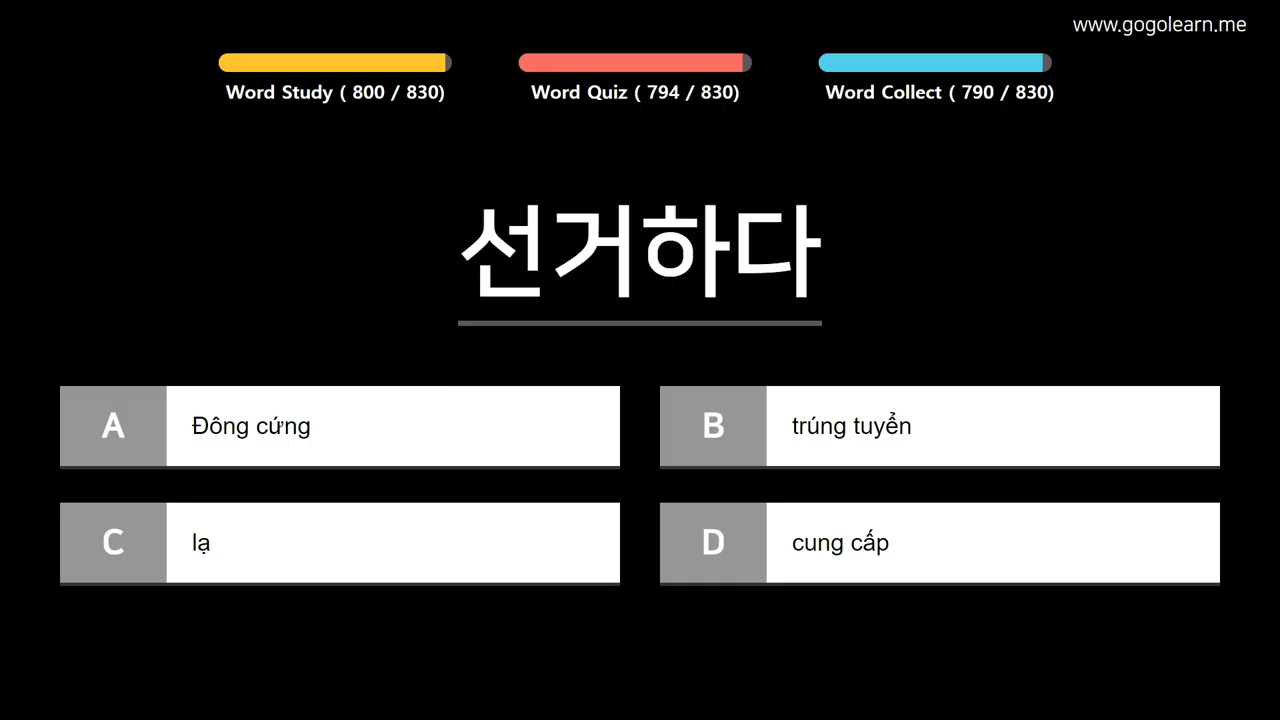 www.gogolearn.me
Word Study ( 800 / 830)
Word Quiz ( 794 / 830)
Word Collect ( 790 / 830)
선거하다
A Đông cứng
B trúng tuyển
C lạ
D cung cấp